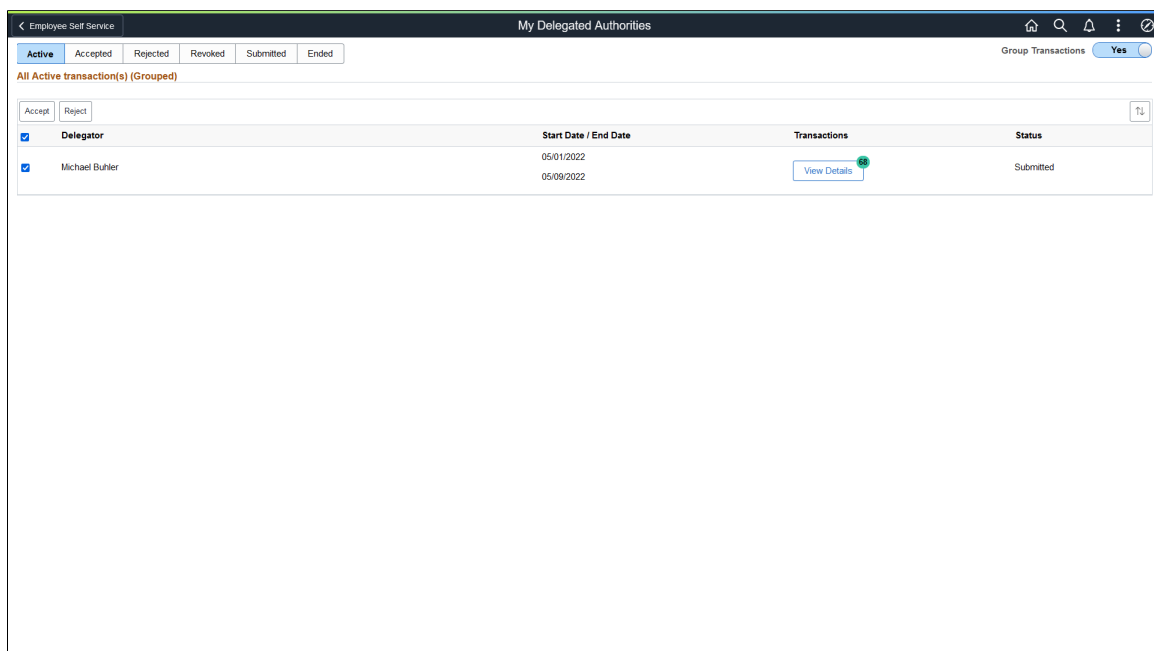 Employee Self Service
My Delegated Authorities
Active
Accepted
Rejected
Revoked
Submitted
Ended
Group Transactions
Yes
All Active transaction(s) (Grouped)
Accept
Reject
Delegator
Start Date / End Date
Transactions
Status
Michael Buhler
05/01/2022
05/09/2022
View Details
68
Submitted